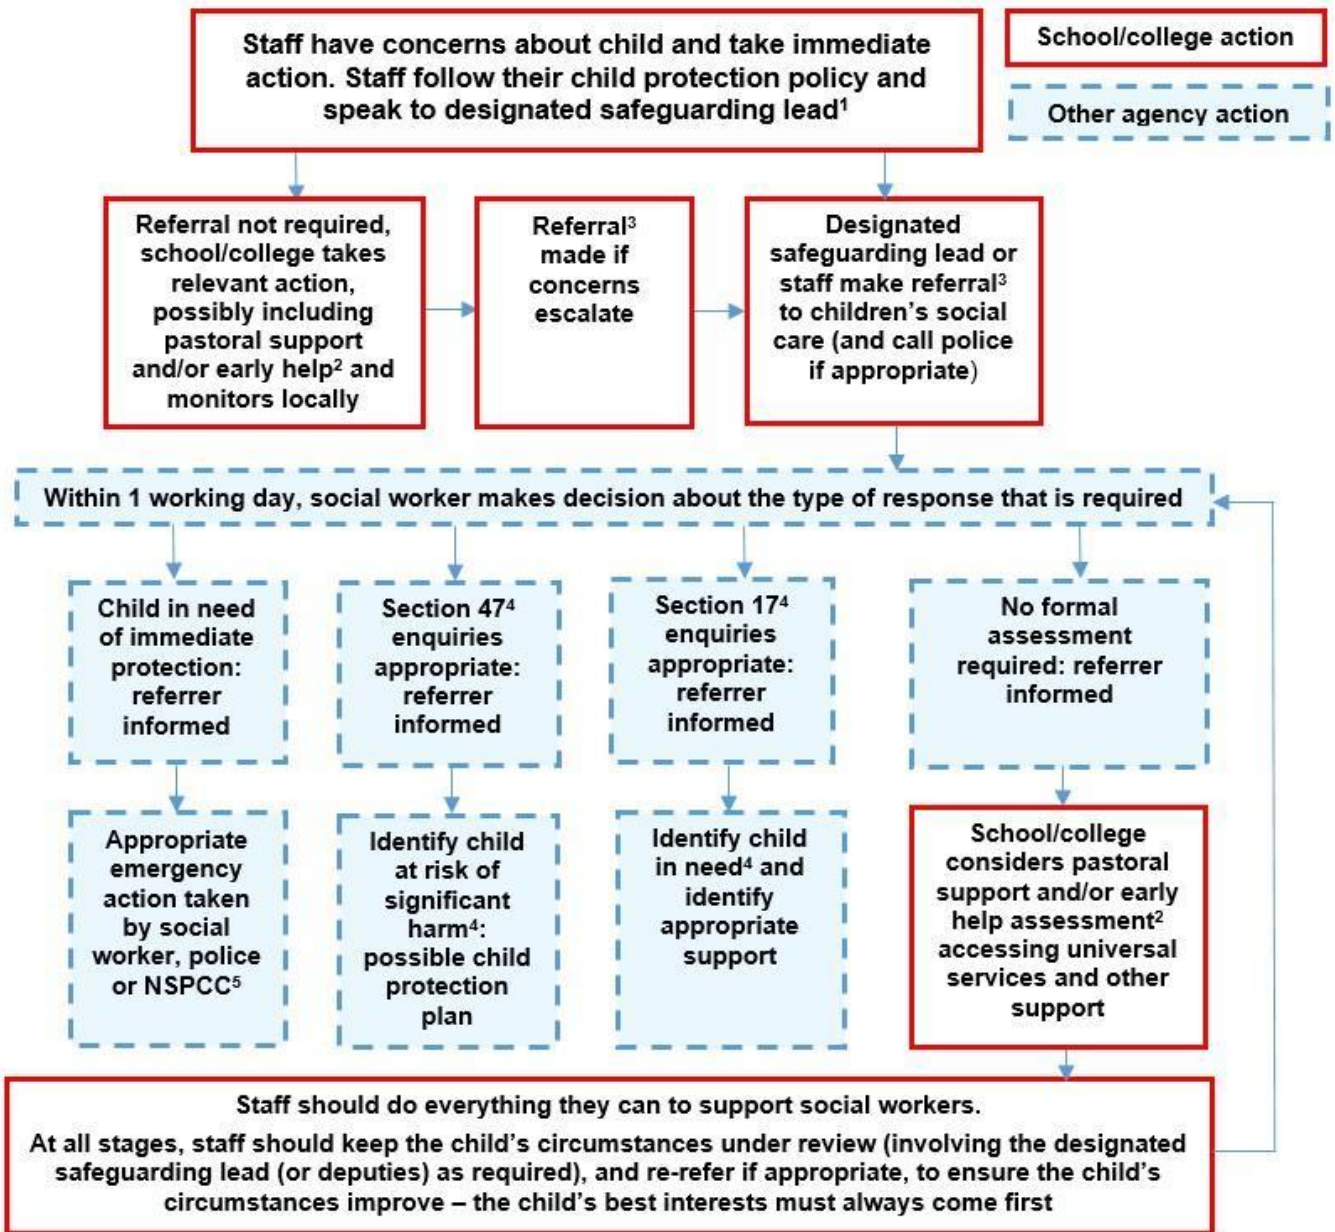 Staff have concerns about child and take immediate
action. Staff follow their child protection policy and
speak to designated safeguarding lead¹
School/college action
Other agency action
Referral not required,
school/college takes
relevant action,
possibly including
pastoral support
and/or early help² and
monitors locally
Referral³
made if
concerns
escalate
Designated
safeguarding lead or
staff make referral³
to children’s social
care (and call police
if appropriate)
Within 1 working day, social worker makes decision about the type of response that is required
Child in need
of immediate
protection:
referrer
informed
Section 47⁴
enquiries
appropriate:
referrer
informed
Section 17⁴
enquiries
appropriate:
referrer
informed
No formal
assessment
required: referrer
informed
Appropriate
emergency
action taken
by social
worker, police
or NSPCC⁵
Identify child
at risk of
significant
harm⁴:
possible child
protection
plan
Identify child
in need⁴ and
identify
appropriate
support
School/college
considers pastoral
support and/or early
help assessment²
accessing universal
services and other
support
Staff should do everything they can to support social workers.
At all stages, staff should keep the child’s circumstances under review (involving the designated
safeguarding lead (or deputies) as required), and re-refer if appropriate, to ensure the child’s
circumstances improve – the child’s best interests must always come first